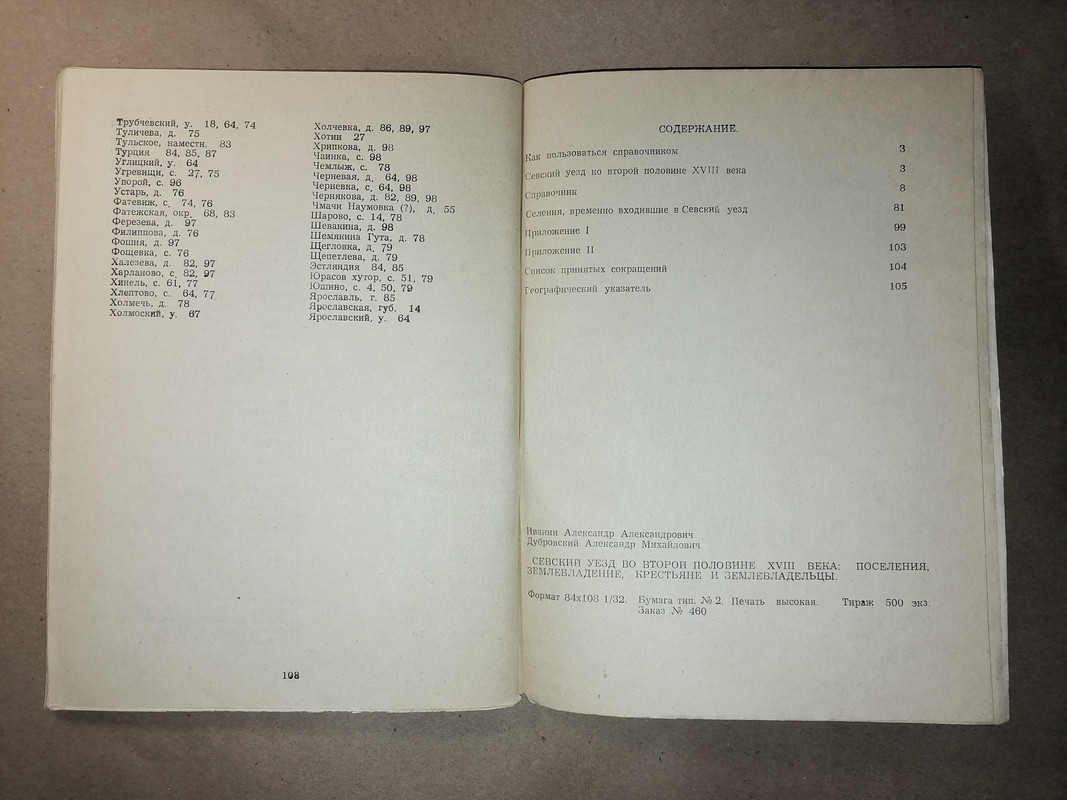 Трубчевский, у. 18, 64, 74
Туличева, д. 75
Тульское, наместн. 83
Турция 84, 85, 87
Углицкий, у. 64
Угревищи, с. 27, 75
Упорой, с. 96
Устарь, д. 76
Фатевиж, с. 74, 76
Фатежская, окр. 68, 83
Ферезева, д. 97
Филиппова, д. 76
Фошня, д. 97
Фощевка, с. 76
Халезева, д. 82, 97
Харланово, с. 82, 97
Хинель, с. 61, 77
Хлептово, с. 64, 77
Холмечь, д. 78
Холмоский, у. 67
Холчевка, д. 86, 89, 97
Хотин 27
Хрипкова, д. 98
Чаинка, с. 98
Чемлыж, с. 78
Черневая, д. 64, 98
Черневка, с. 64, 98
Чернякова, д. 82, 89, 98
Чмачи Наумовка (?), д. 55
Шарово, с. 14, 78
Шевакина, д. 98
Шемякина Гута, д. 78
Щегловка, д. 79
Щепетлева, д. 79
Эстляндия 84, 85
Юрасов хутор, с. 51, 79
Юшино, с. 4, 50, 79
Ярославль, г. 85
Ярославская, губ. 14
Ярославский, у. 64
108
СОДЕРЖАНИЕ.
Как пользоваться справочником 3
Севский уезд ко второй половине XVIII века 3
Справочник 8
Селения, временно входившие в Севский уезд 81
Приложение I 99
Приложение II 103
Список принятых сокращений 104
Географический указатель 105
Иванин Александр Александрович
Дубровский Александр Михайлович
СЕВСКИЙ УЕЗД ВО ВТОРОЙ ПОЛОВИНЕ XVIII ВЕКА: ПОСЕЛЕНИЯ,
ЗЕМЛЕВЛАДЕНИЕ, КРЕСТЬЯНЕ И ЗЕМЛЕВЛАДЕЛЬЦЫ.
Формат 84х108 1/32. Бумага тип. № 2. Печать высокая. Тираж 500 экз.
Заказ № 460